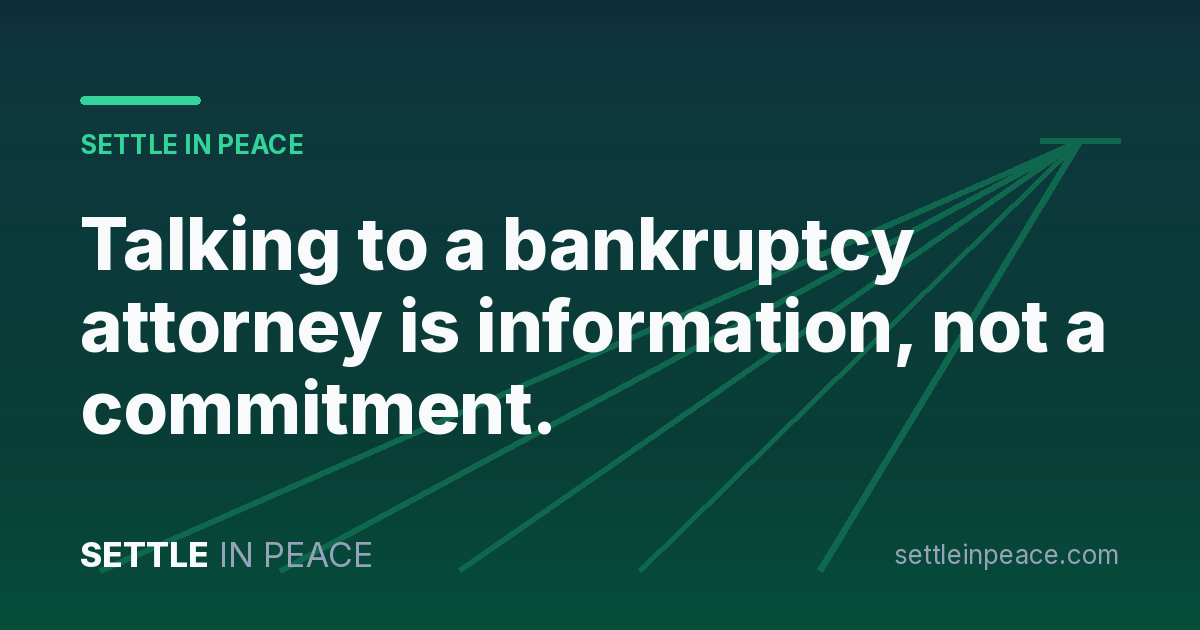 SETTLE IN PEACE
Talking to a bankruptcy
attorney is information, not a
commitment.
SETTLE IN PEACE
settleinpeace.com